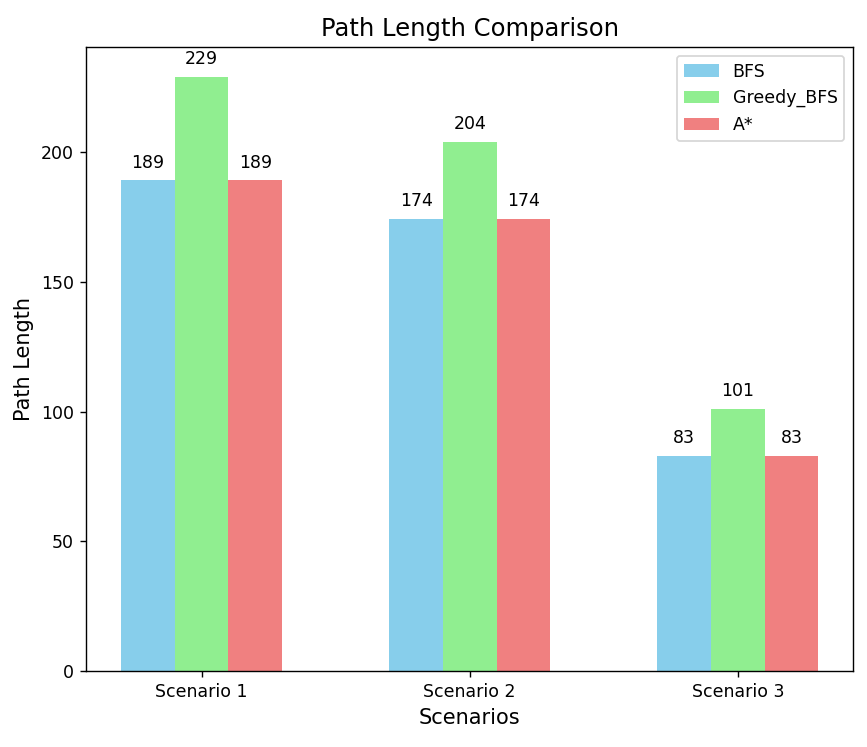 Path Length Comparison
229
189
189
204
174
174
101
83
83
BFS
Greedy_BFS
A*
Path Length
200
150
100
50
0
Scenario 1
Scenario 2
Scenario 3
Scenarios